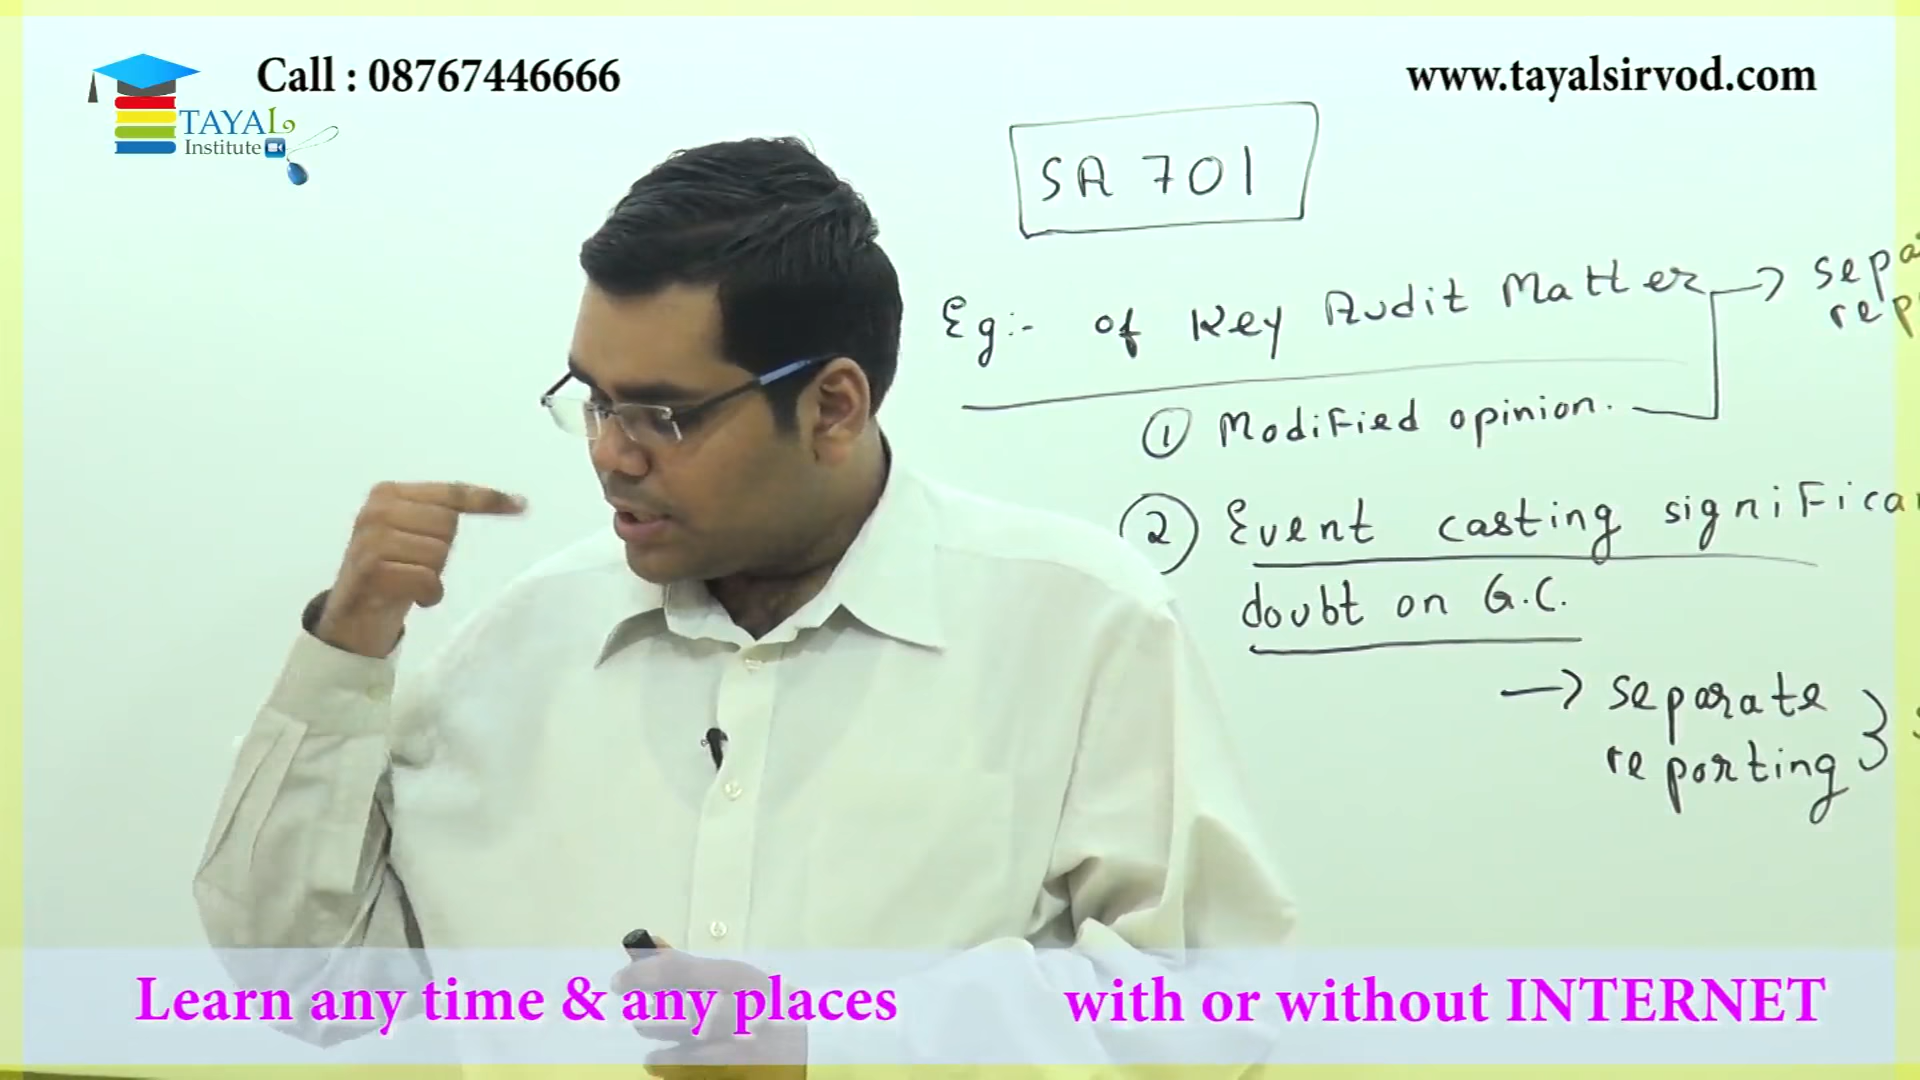 Call : 08767446666
www.tayalsirvod.com
TAYAL
Institute
SA 701
Eg:- of Key Audit Matter →
① Modified opinion.
② Event casting
doubt on G.C.
→ separate
reporting
Learn any time & any places with or without INTERNET